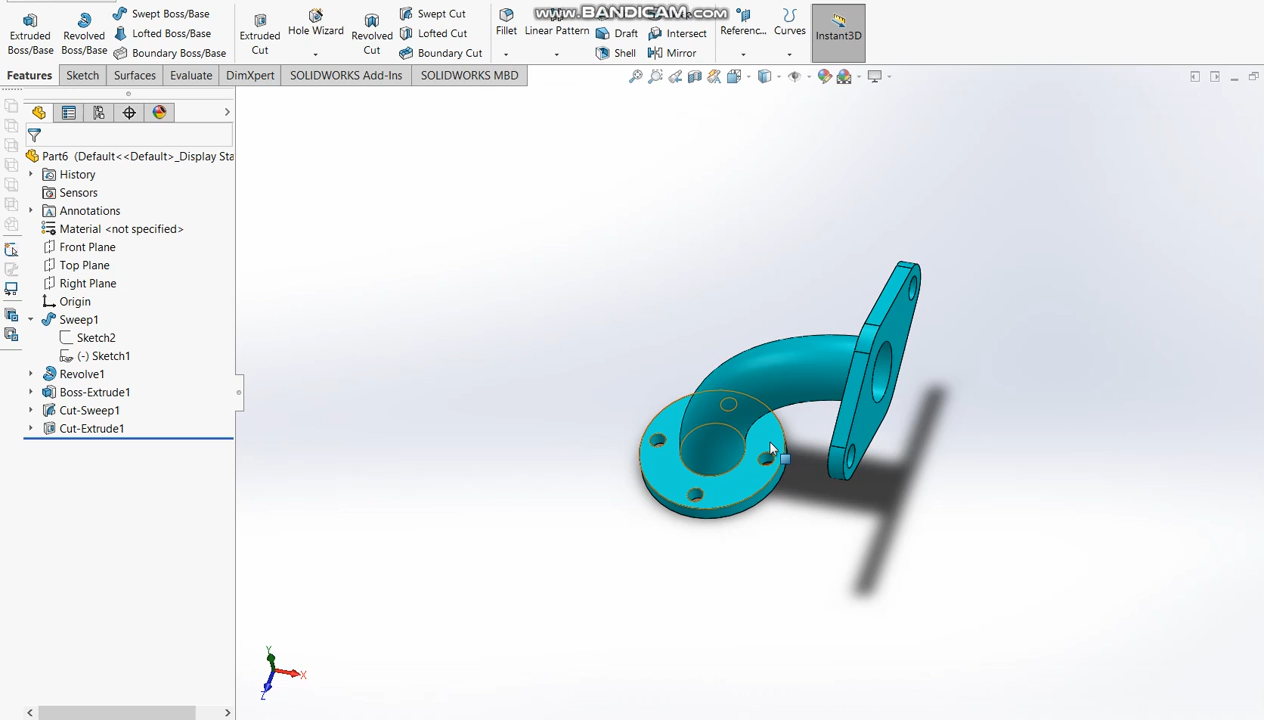 www.BANDICAM.com
Extruded Boss/Base
Revolved Boss/Base
Swept Boss/Base
Lofted Boss/Base
Boundary Boss/Base
Extruded Cut
Hole Wizard
Revolved Cut
Swept Cut
Lofted Cut
Boundary Cut
Fillet
Linear Pattern
Draft
Shell
Intersect
Mirror
Referenc...
Curves
Instant3D
Features
Sketch
Surfaces
Evaluate
DimXpert
SOLIDWORKS Add-Ins
SOLIDWORKS MBD
Part6 (Default<<Default>_Display Sta
History
Sensors
Annotations
Material <not specified>
Front Plane
Top Plane
Right Plane
Origin
Sweep1
Sketch2
(-) Sketch1
Revolve1
Boss-Extrude1
Cut-Sweep1
Cut-Extrude1
Y
X
Z